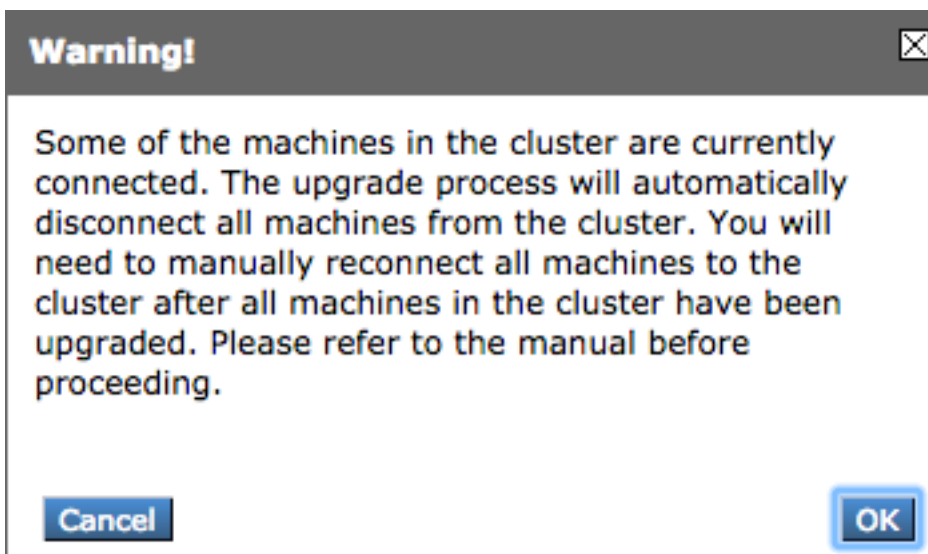 Warning!
Some of the machines in the cluster are currently
connected. The upgrade process will automatically
disconnect all machines from the cluster. You will
need to manually reconnect all machines to the
cluster after all machines in the cluster have been
upgraded. Please refer to the manual before
proceeding.
Cancel
OK